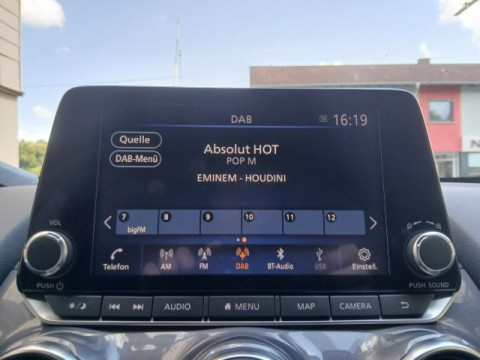 DAB
16:19
Quelle
DAB-Menü
Absolut HOT
POP M
EMINEM - HOUDINI
7 8 9 10 11 12
bigFM
Telefon AM FM DAB BT-Audio USB Einstell.
VOL
PUSH
PUSH SOUND
AUDIO MENU MAP CAMERA